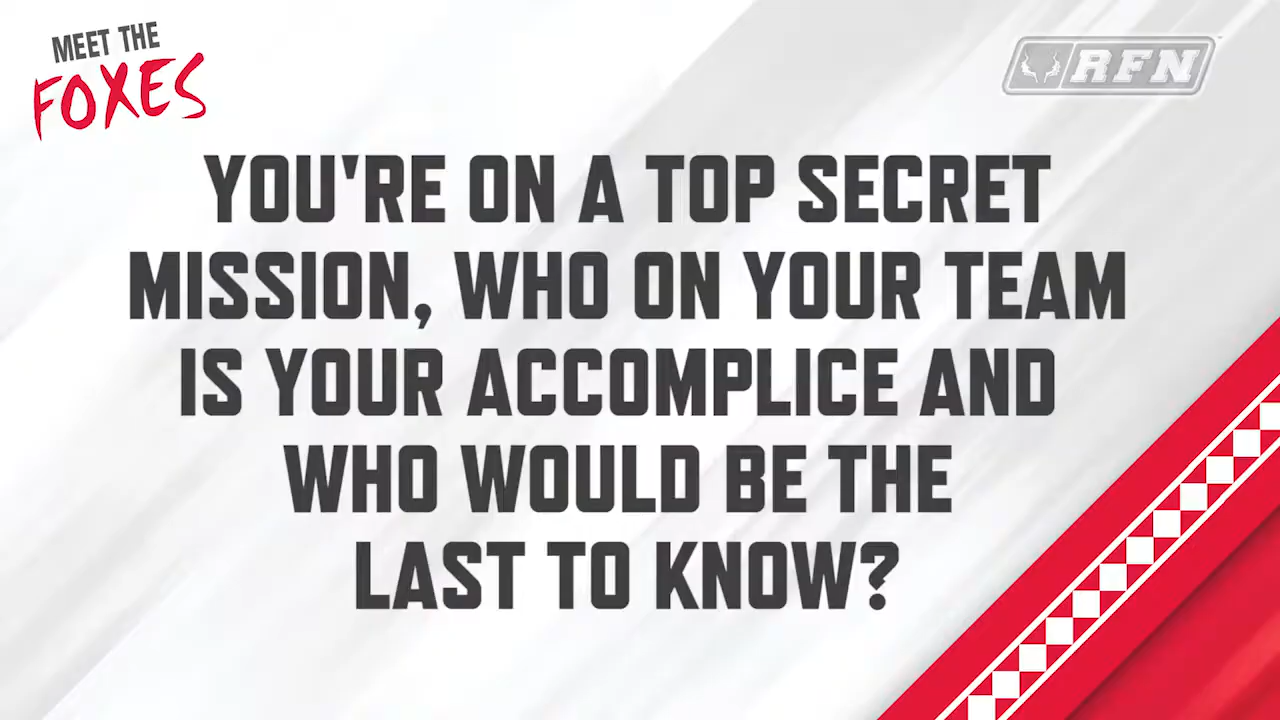 MEET THE
FOXES
RFN
YOU'RE ON A TOP SECRET
MISSION, WHO ON YOUR TEAM
IS YOUR ACCOMPLICE AND
WHO WOULD BE THE
LAST TO KNOW?